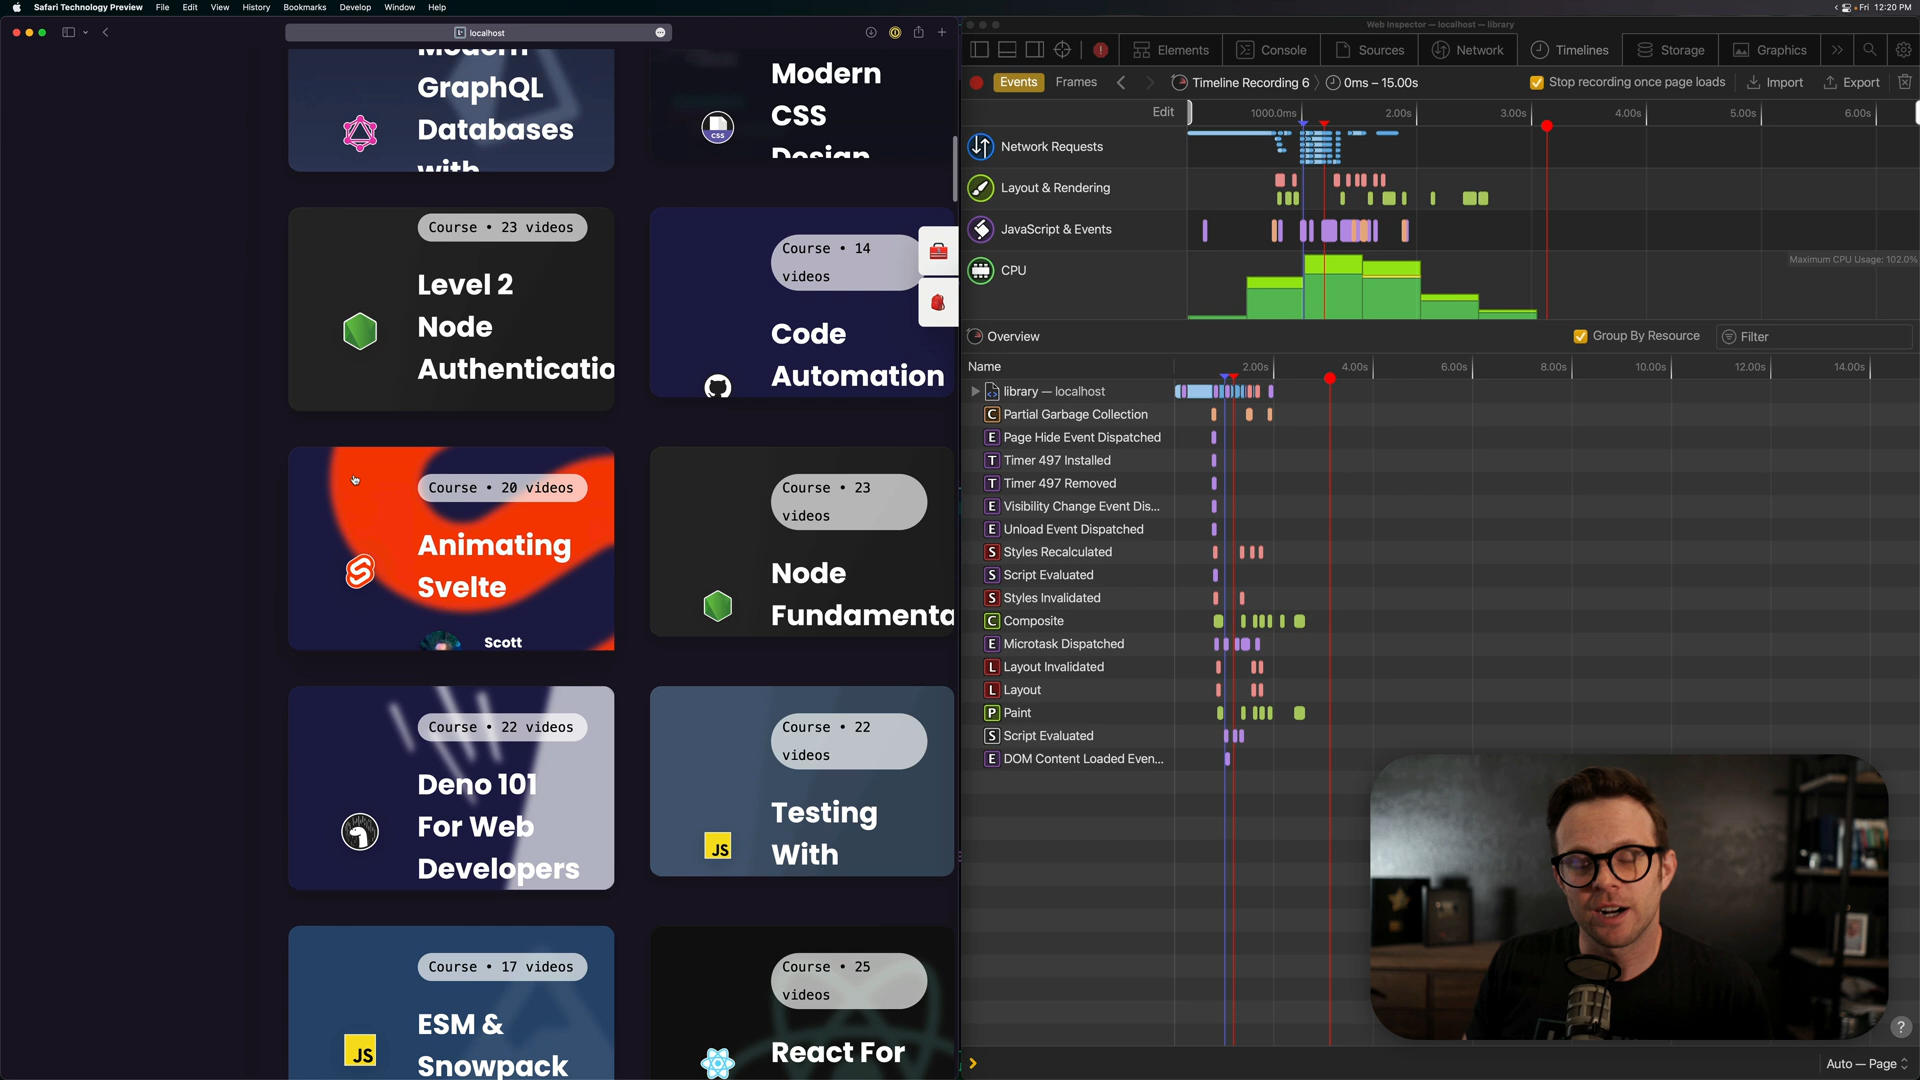 Safari Technology Preview File Edit View History Bookmarks Develop Window Help
Fri 12:20 PM
localhost
Modern
GraphQL
Databases
with
Modern
CSS
Design
CSS
Course • 23 videos
Level 2
Node
Authenticatio
Course • 14
videos
Code
Automation
Course • 20 videos
Animating
Svelte
Scott
Course • 23
videos
Node
Fundamenta
Course • 22 videos
Deno 101
For Web
Developers
Course • 22
videos
Testing
With
JS
Course • 17 videos
ESM &
Snowpack
JS
Course • 25
videos
React For
Web Inspector — localhost — library
Elements Console Sources Network Timelines Storage Graphics
Events Frames Timeline Recording 6 0ms – 15.00s Stop recording once page loads Import Export
Edit 1000.0ms 2.00s 3.00s 4.00s 5.00s 6.00s
Network Requests
Layout & Rendering
JavaScript & Events
CPU
Maximum CPU Usage: 102.0%
Overview Group By Resource Filter
Name 2.00s 4.00s 6.00s 8.00s 10.00s 12.00s 14.00s
library — localhost
C Partial Garbage Collection
E Page Hide Event Dispatched
T Timer 497 Installed
T Timer 497 Removed
E Visibility Change Event Dis...
E Unload Event Dispatched
S Styles Recalculated
S Script Evaluated
S Styles Invalidated
C Composite
E Microtask Dispatched
L Layout Invalidated
L Layout
P Paint
S Script Evaluated
E DOM Content Loaded Even...
?
Auto — Page